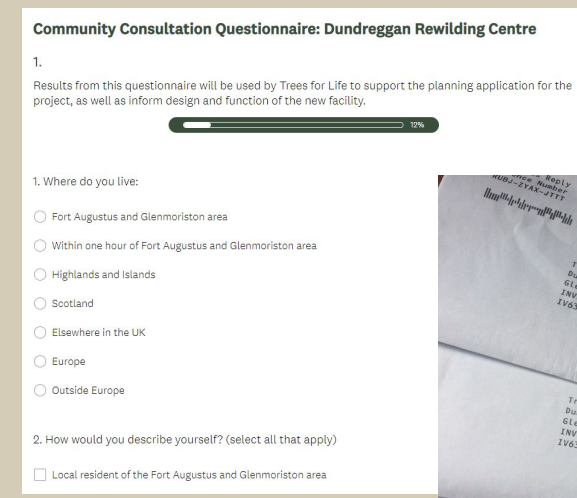 Community Consultation Questionnaire: Dundreggan Rewilding Centre
1.
Results from this questionnaire will be used by Trees for Life to support the planning application for the
project, as well as inform design and function of the new facility.
12%
1. Where do you live:
Fort Augustus and Glenmoriston area
Within one hour of Fort Augustus and Glenmoriston area
Highlands and Islands
Scotland
Elsewhere in the UK
Europe
Outside Europe
2. How would you describe yourself? (select all that apply)
Local resident of the Fort Augustus and Glenmoriston area
Reply
Number
INV
IV63
INV
IV63